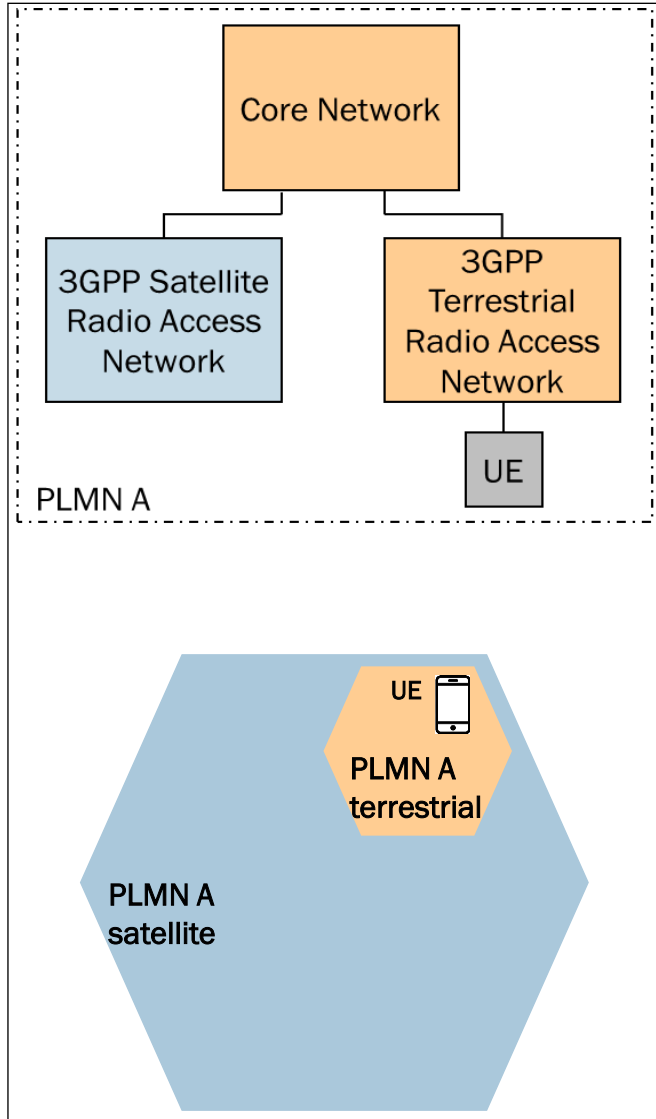 Core Network
3GPP Satellite
Radio Access
Network
3GPP
Terrestrial
Radio Access
Network
UE
PLMN A
UE
PLMN A
terrestrial
PLMN A
satellite